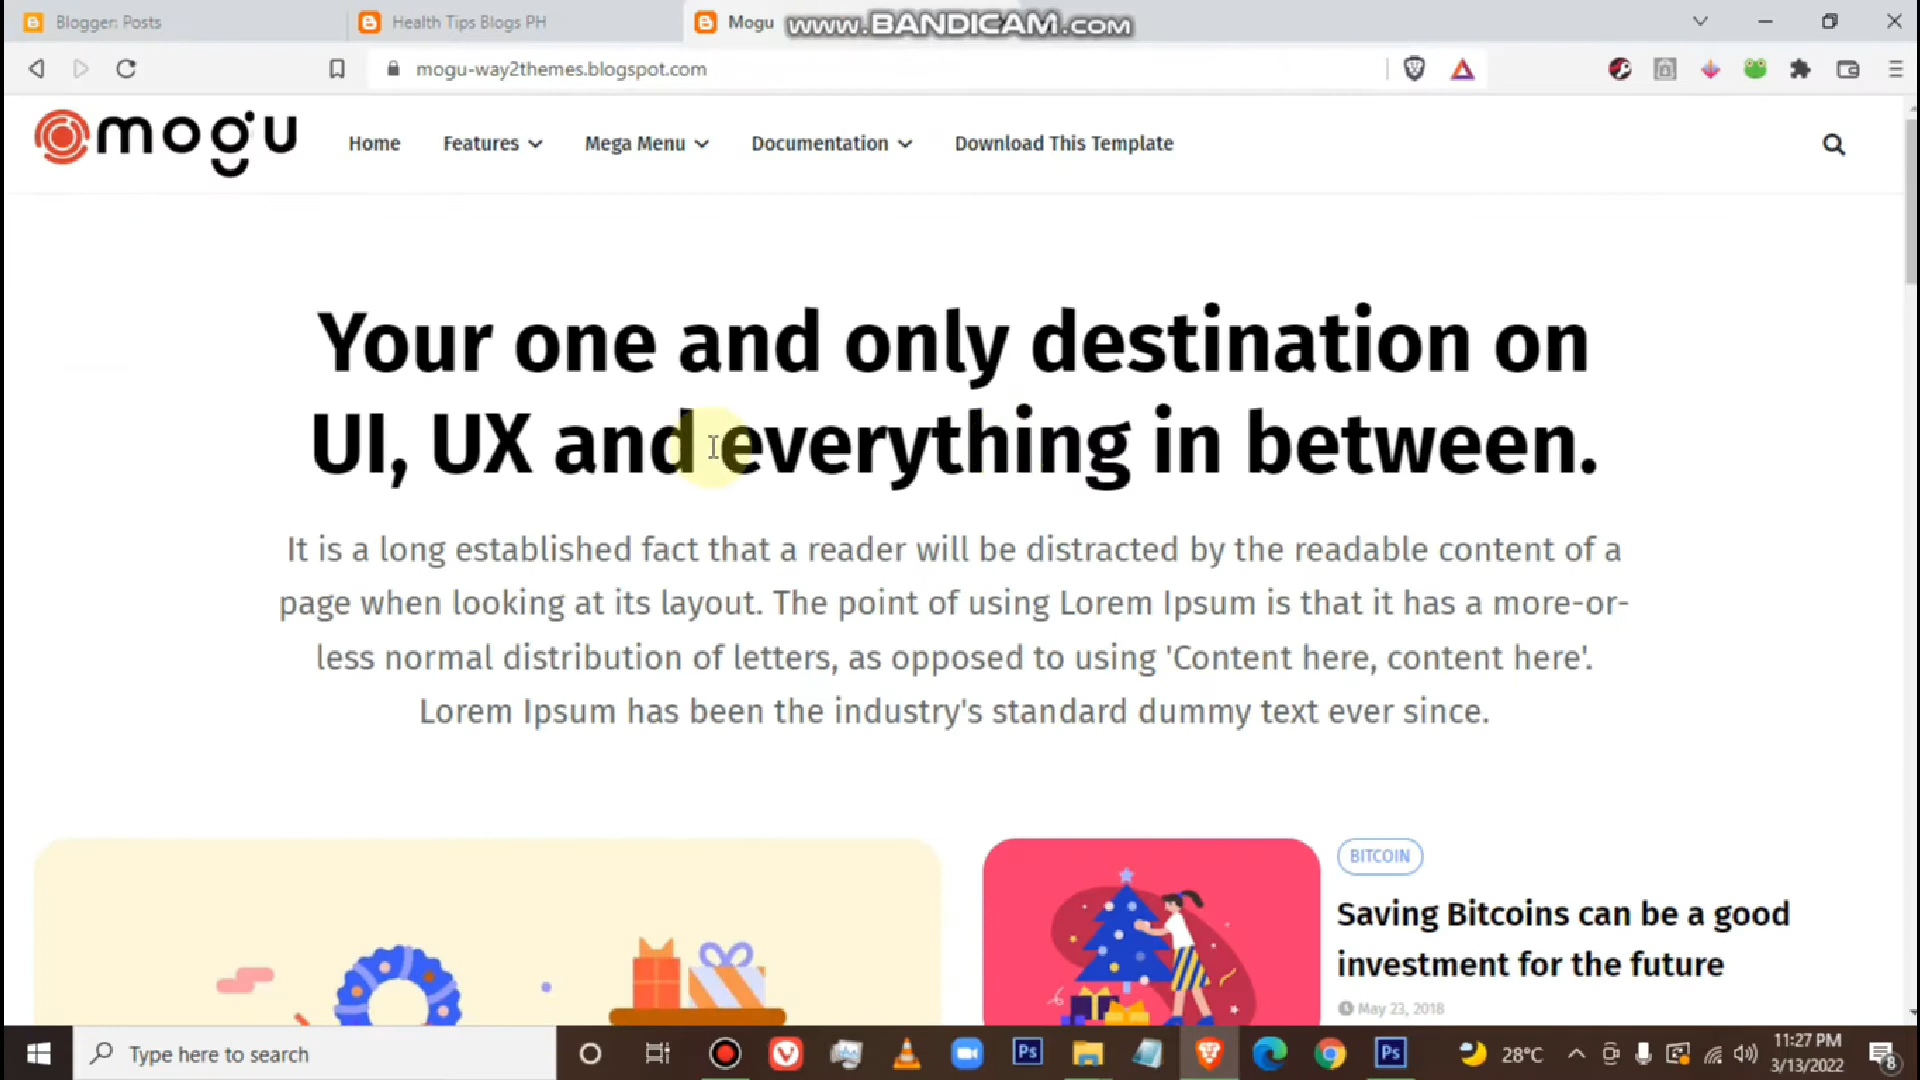 Blogger: Posts
Health Tips Blogs PH
Mogu
www.BANDICAM.com
mogu-way2themes.blogspot.com
mogu
Home
Features
Mega Menu
Documentation
Download This Template
Your one and only destination on
UI, UX and everything in between.
It is a long established fact that a reader will be distracted by the readable content of a
page when looking at its layout. The point of using Lorem Ipsum is that it has a more-or-
less normal distribution of letters, as opposed to using 'Content here, content here'.
Lorem Ipsum has been the industry's standard dummy text ever since.
BITCOIN
Saving Bitcoins can be a good
investment for the future
May 23, 2018
Type here to search
Ps
Ps
28°C
11:27 PM
3/13/2022
8